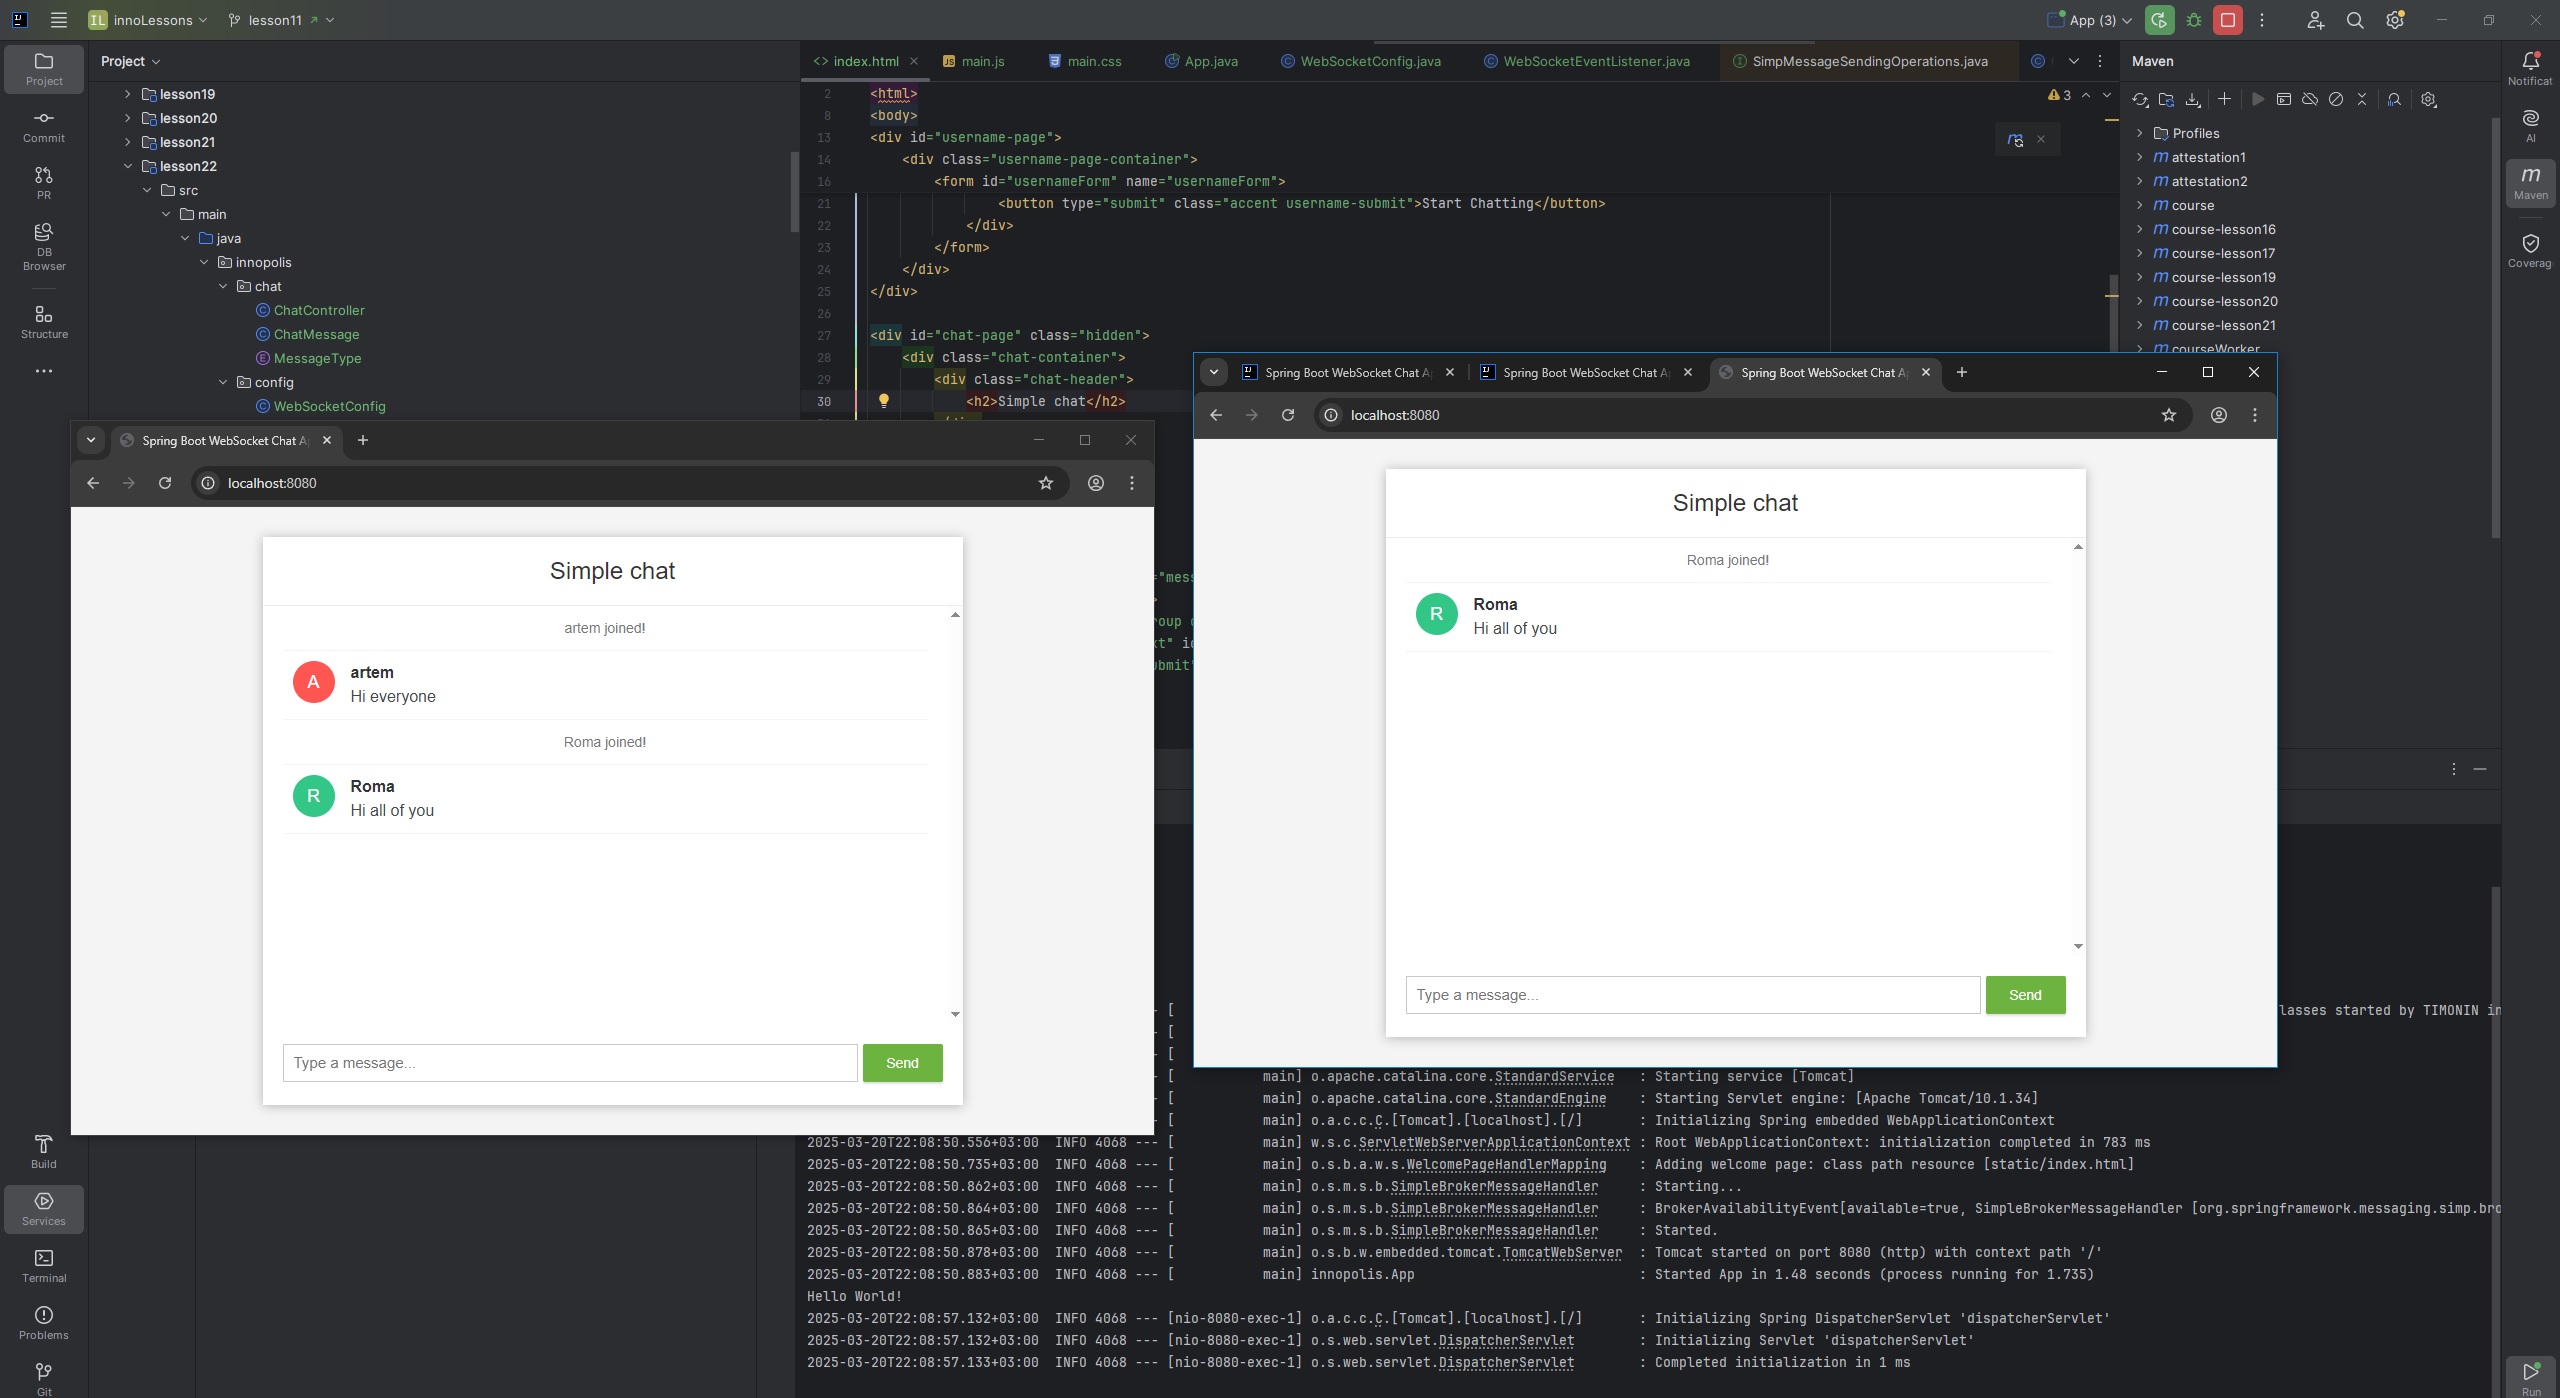 innoLessons
lesson11
App (3)
Project
Commit
PR
DB Browser
Structure
Build
Services
Terminal
Problems
Git
Project
lesson19
lesson20
lesson21
lesson22
src
main
java
innopolis
chat
ChatController
ChatMessage
MessageType
config
WebSocketConfig
index.html
main.js
main.css
App.java
WebSocketConfig.java
WebSocketEventListener.java
SimpMessageSendingOperations.java
3
2 <html>
8 <body>
13 <div id="username-page">
14 <div class="username-page-container">
16 <form id="usernameForm" name="usernameForm">
21 <button type="submit" class="accent username-submit">Start Chatting</button>
22 </div>
23 </form>
24 </div>
25 </div>
26
27 <div id="chat-page" class="hidden">
28 <div class="chat-container">
29 <div class="chat-header">
30 <h2>Simple chat</h2>
Maven
Profiles
attestation1
attestation2
course
course-lesson16
course-lesson17
course-lesson19
course-lesson20
course-lesson21
courseWorker
Notificat
AI
Maven
Coverag
Run
Spring Boot WebSocket Chat A
localhost:8080
Simple chat
artem joined!
A
artem
Hi everyone
Roma joined!
R
Roma
Hi all of you
Type a message...
Send
Spring Boot WebSocket Chat A
Spring Boot WebSocket Chat A
Spring Boot WebSocket Chat A
localhost:8080
Simple chat
Roma joined!
R
Roma
Hi all of you
Type a message...
Send
lasses started by TIMONIN in
main] o.apache.catalina.core.StandardService : Starting service [Tomcat]
main] o.apache.catalina.core.StandardEngine : Starting Servlet engine: [Apache Tomcat/10.1.34]
main] o.a.c.c.C.[Tomcat].[localhost].[/] : Initializing Spring embedded WebApplicationContext
2025-03-20T22:08:50.556+03:00 INFO 4068 --- [ main] w.s.c.ServletWebServerApplicationContext : Root WebApplicationContext: initialization completed in 783 ms
2025-03-20T22:08:50.735+03:00 INFO 4068 --- [ main] o.s.b.a.w.s.WelcomePageHandlerMapping : Adding welcome page: class path resource [static/index.html]
2025-03-20T22:08:50.862+03:00 INFO 4068 --- [ main] o.s.m.s.b.SimpleBrokerMessageHandler : Starting...
2025-03-20T22:08:50.864+03:00 INFO 4068 --- [ main] o.s.m.s.b.SimpleBrokerMessageHandler : BrokerAvailabilityEvent[available=true, SimpleBrokerMessageHandler [org.springframework.messaging.simp.bro
2025-03-20T22:08:50.865+03:00 INFO 4068 --- [ main] o.s.m.s.b.SimpleBrokerMessageHandler : Started.
2025-03-20T22:08:50.878+03:00 INFO 4068 --- [ main] o.s.b.w.embedded.tomcat.TomcatWebServer : Tomcat started on port 8080 (http) with context path '/'
2025-03-20T22:08:50.883+03:00 INFO 4068 --- [ main] innopolis.App : Started App in 1.48 seconds (process running for 1.735)
Hello World!
2025-03-20T22:08:57.132+03:00 INFO 4068 --- [nio-8080-exec-1] o.a.c.c.C.[Tomcat].[localhost].[/] : Initializing Spring DispatcherServlet 'dispatcherServlet'
2025-03-20T22:08:57.132+03:00 INFO 4068 --- [nio-8080-exec-1] o.s.web.servlet.DispatcherServlet : Initializing Servlet 'dispatcherServlet'
2025-03-20T22:08:57.133+03:00 INFO 4068 --- [nio-8080-exec-1] o.s.web.servlet.DispatcherServlet : Completed initialization in 1 ms